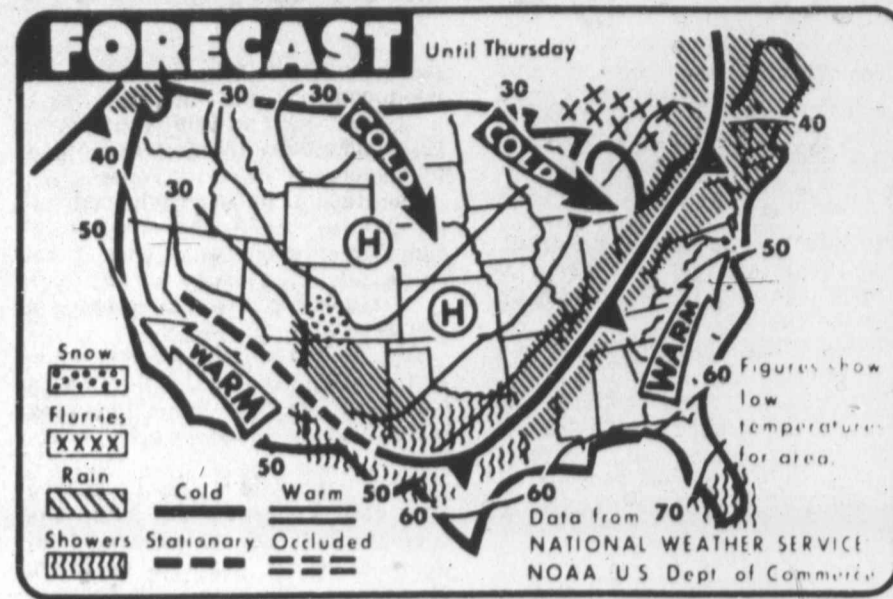 FORECAST
Until Thursday
30 30 30
COLD COLD
40 40
30
50 50
H
H
WARM WARM
60
Figures show
low
temperatures
for area.
Snow
Flurries
XXXX
Rain
Showers
50 50 60 60 70
Cold Warm
Stationary Occluded
Data from
NATIONAL WEATHER SERVICE
NOAA US Dept of Commerce